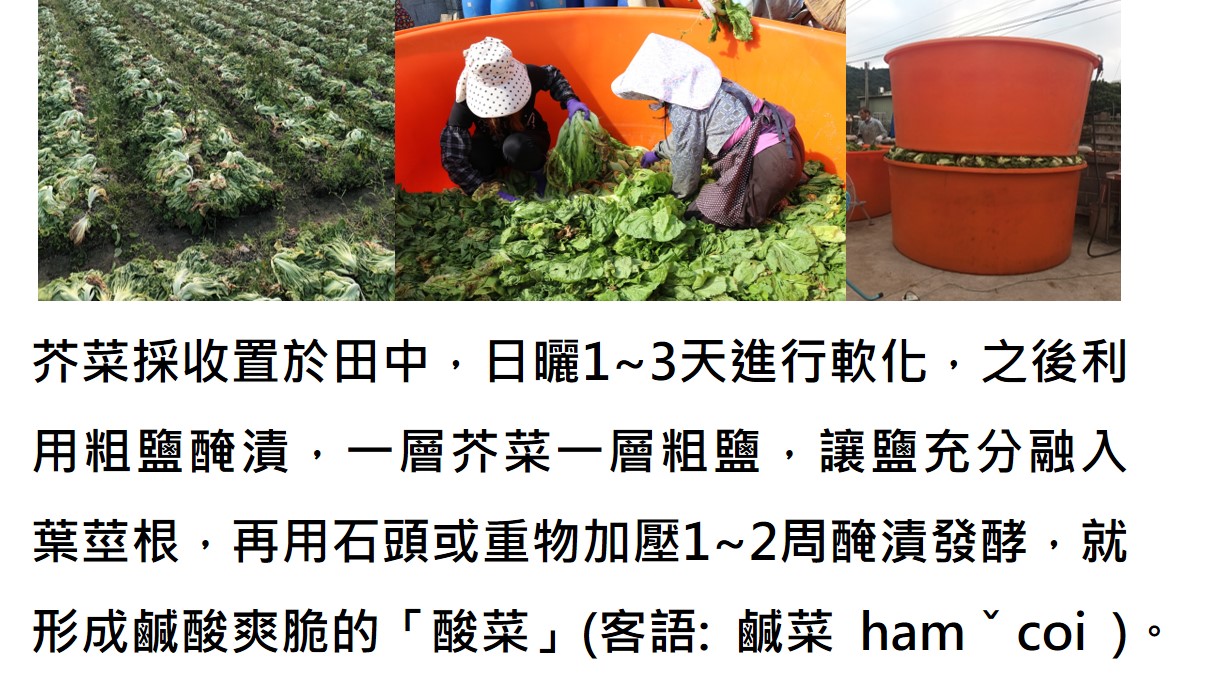 芥菜採收置於田中，日曬1~3天進行軟化，之後利
用粗鹽醃漬，一層芥菜一層粗鹽，讓鹽充分融入
葉莖根，再用石頭或重物加壓1~2周醃漬發酵，就
形成鹹酸爽脆的「酸菜」(客語: 鹹菜 hamˇcoi )。